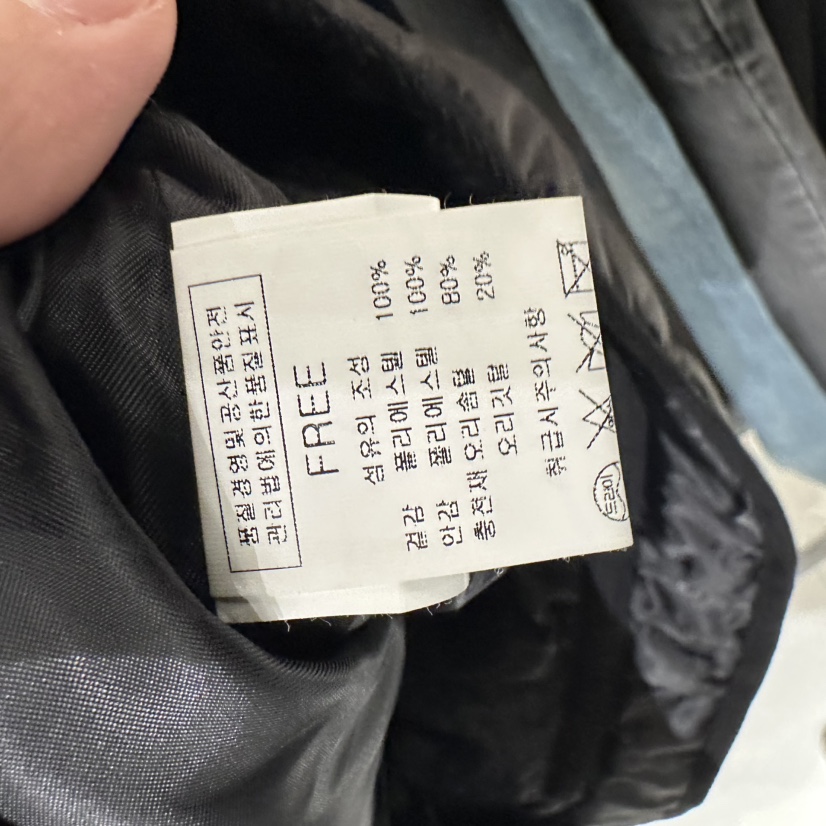 품질경영및공산품안전
관리법에의한품질표시
FREE
섬유의 조성
겉감 폴리에스텔 100%
안감 폴리에스텔 100%
충전재 오리솜털 80%
오리깃털 20%
취급시주의사항
드라이